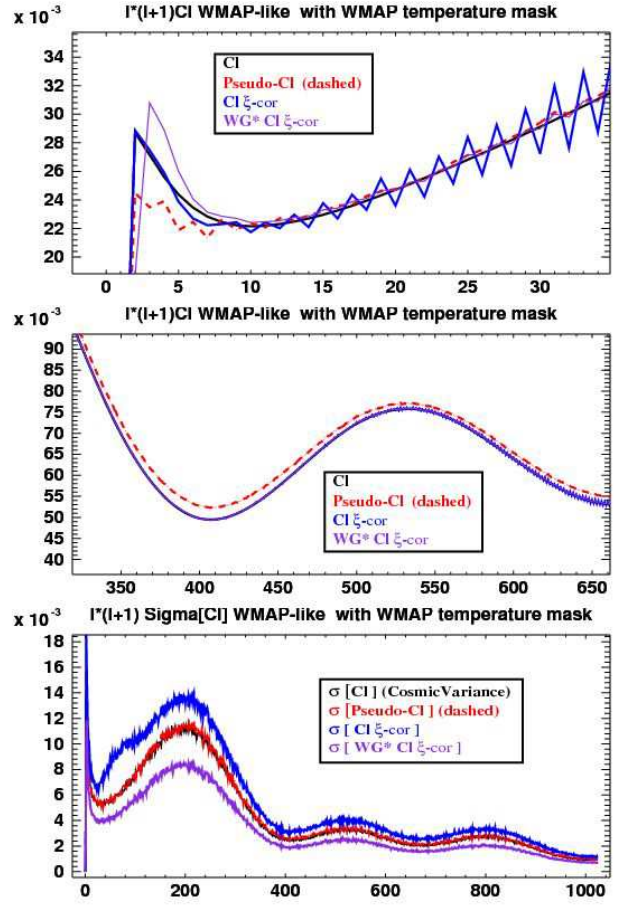 l*(l+1)Cl WMAP-like with WMAP temperature mask
x 10⁻³
34
32
30
28
26
24
22
20
Cl
Pseudo-Cl (dashed)
Cl ξ-cor
WG* Cl ξ-cor
0 5 10 15 20 25 30
l*(l+1)Cl WMAP-like with WMAP temperature mask
x 10⁻³
90
85
80
75
70
65
60
55
50
45
40
Cl
Pseudo-Cl (dashed)
Cl ξ-cor
WG* Cl ξ-cor
350 400 450 500 550 600 650
l*(l+1) Sigma[Cl] WMAP-like with WMAP temperature mask
x 10⁻³
18
16
14
12
10
8
6
4
2
0
σ [Cl] (CosmicVariance)
σ [Pseudo-Cl] (dashed)
σ [ Cl ξ-cor ]
σ [ WG* Cl ξ-cor ]
0 200 400 600 800 1000